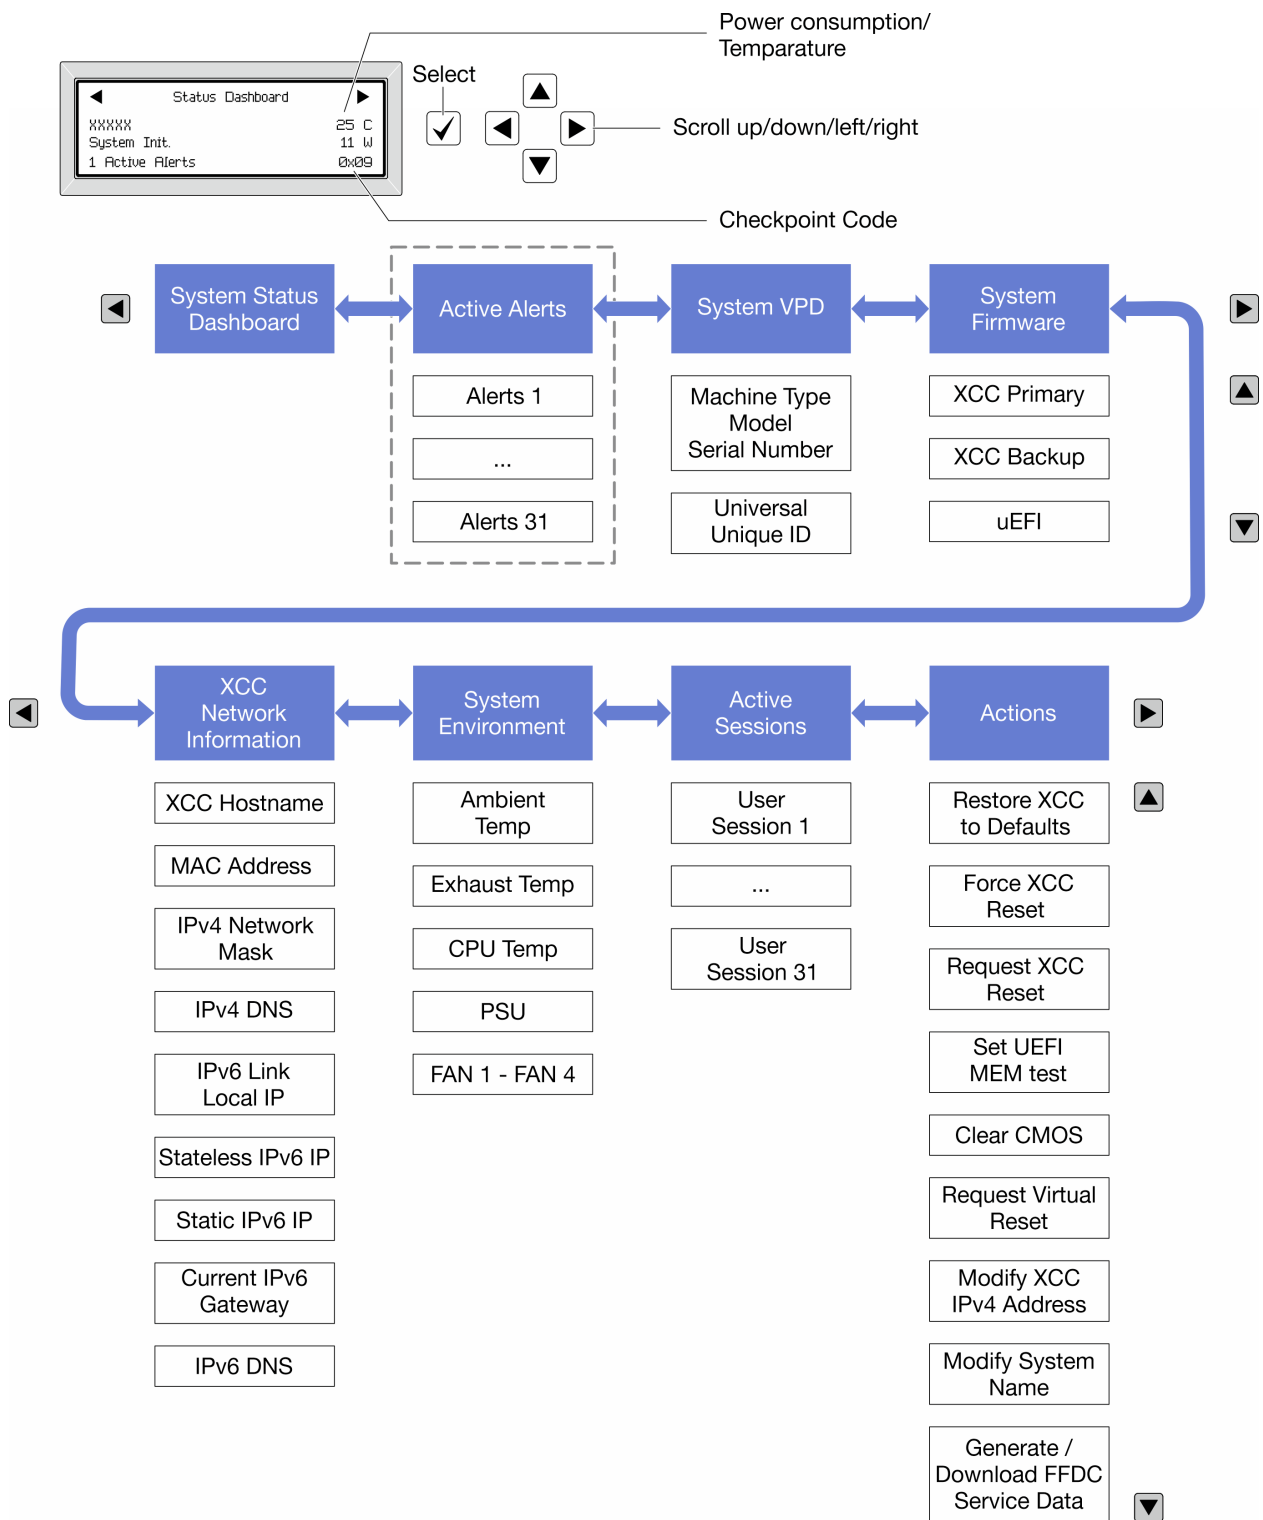 Power consumption/
Temparature
Select
Status Dashboard
XXXXX 25 C
System Init. 11 W
1 Active Alerts 0x09
Scroll up/down/left/right
Checkpoint Code
System Status
Dashboard
Active Alerts
System VPD
System
Firmware
Alerts 1
...
Alerts 31
Machine Type
Model
Serial Number
Universal
Unique ID
XCC Primary
XCC Backup
uEFI
XCC
Network
Information
System
Environment
Active
Sessions
Actions
XCC Hostname
MAC Address
IPv4 Network
Mask
IPv4 DNS
IPv6 Link
Local IP
Stateless IPv6 IP
Static IPv6 IP
Current IPv6
Gateway
IPv6 DNS
Ambient
Temp
Exhaust Temp
CPU Temp
PSU
FAN 1 - FAN 4
User
Session 1
...
User
Session 31
Restore XCC
to Defaults
Force XCC
Reset
Request XCC
Reset
Set UEFI
MEM test
Clear CMOS
Request Virtual
Reset
Modify XCC
IPv4 Address
Modify System
Name
Generate /
Download FFDC
Service Data